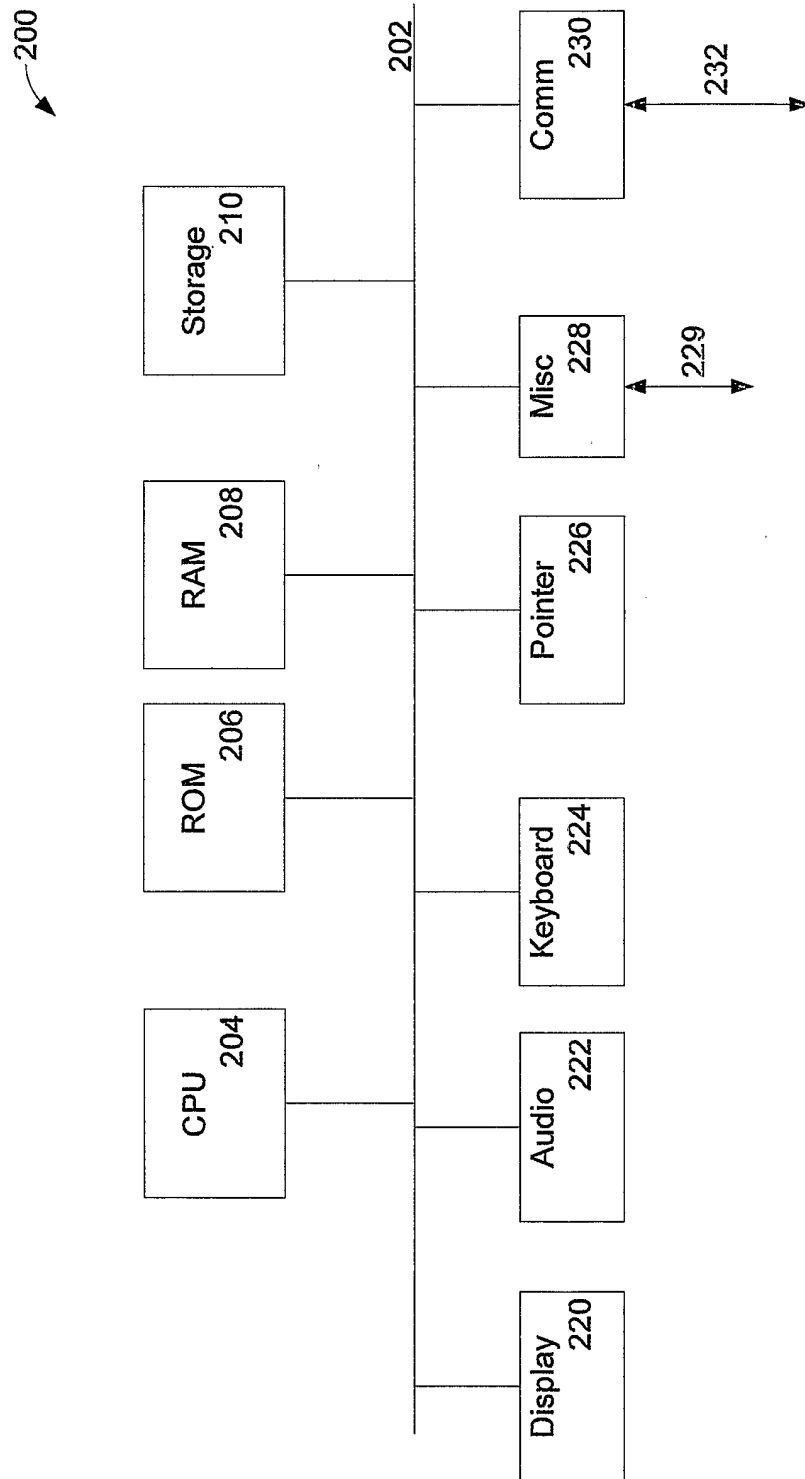 200
CPU
204
ROM
206
RAM
208
Storage
210
202
Display
220
Audio
222
Keyboard
224
Pointer
226
Misc
228
Comm
230
229
232